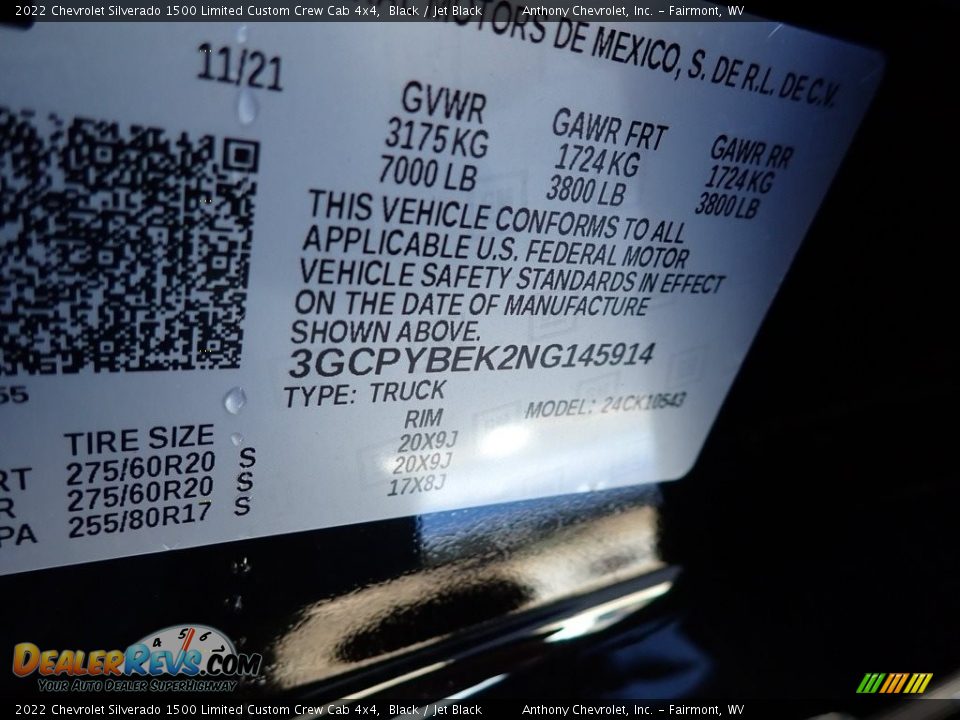 2022 Chevrolet Silverado 1500 Limited Custom Crew Cab 4x4, Black / Jet Black Anthony Chevrolet, Inc. - Fairmont, WV
MOTORS DE MEXICO, S. DE R.L. DE C.V.
11/21
GVWR GAWR FRT GAWR RR
3175 KG 1724 KG 1724 KG
7000 LB 3800 LB 3800 LB
THIS VEHICLE CONFORMS TO ALL
APPLICABLE U.S. FEDERAL MOTOR
VEHICLE SAFETY STANDARDS IN EFFECT
ON THE DATE OF MANUFACTURE
SHOWN ABOVE.
3GCPYBEK2NG145914
55
TYPE: TRUCK
MODEL: 24CK10543
TIRE SIZE RIM
RT 275/60R20 S 20X9J
R 275/60R20 S 20X9J
PA 255/80R17 S 17X8J
4 5 6
DEALERREVS.COM
YOUR AUTO DEALER SUPERHIGHWAY
2022 Chevrolet Silverado 1500 Limited Custom Crew Cab 4x4, Black / Jet Black Anthony Chevrolet, Inc. - Fairmont, WV